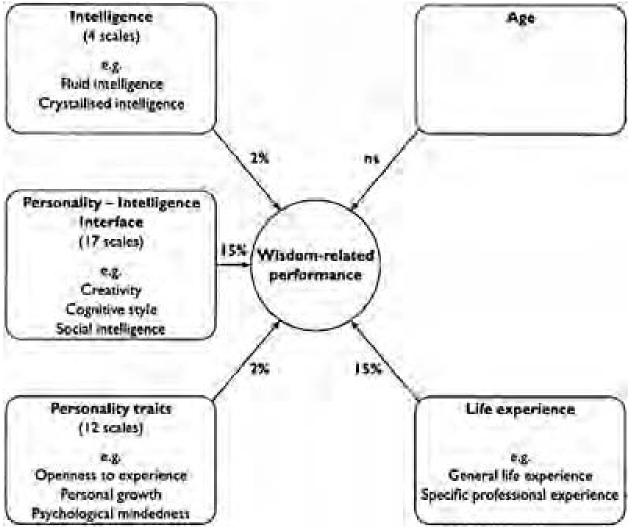 Intelligence
(4 scales)
e.g.
Fluid intelligence
Crystallised intelligence
Age
2%
ns
Personality – Intelligence
Interface
(17 scales)
e.g.
Creativity
Cognitive style
Social intelligence
15%
Wisdom-related
performance
2%
15%
Personality traits
(12 scales)
e.g.
Openness to experience
Personal growth
Psychological mindedness
Life experience
e.g.
General life experience
Specific professional experience